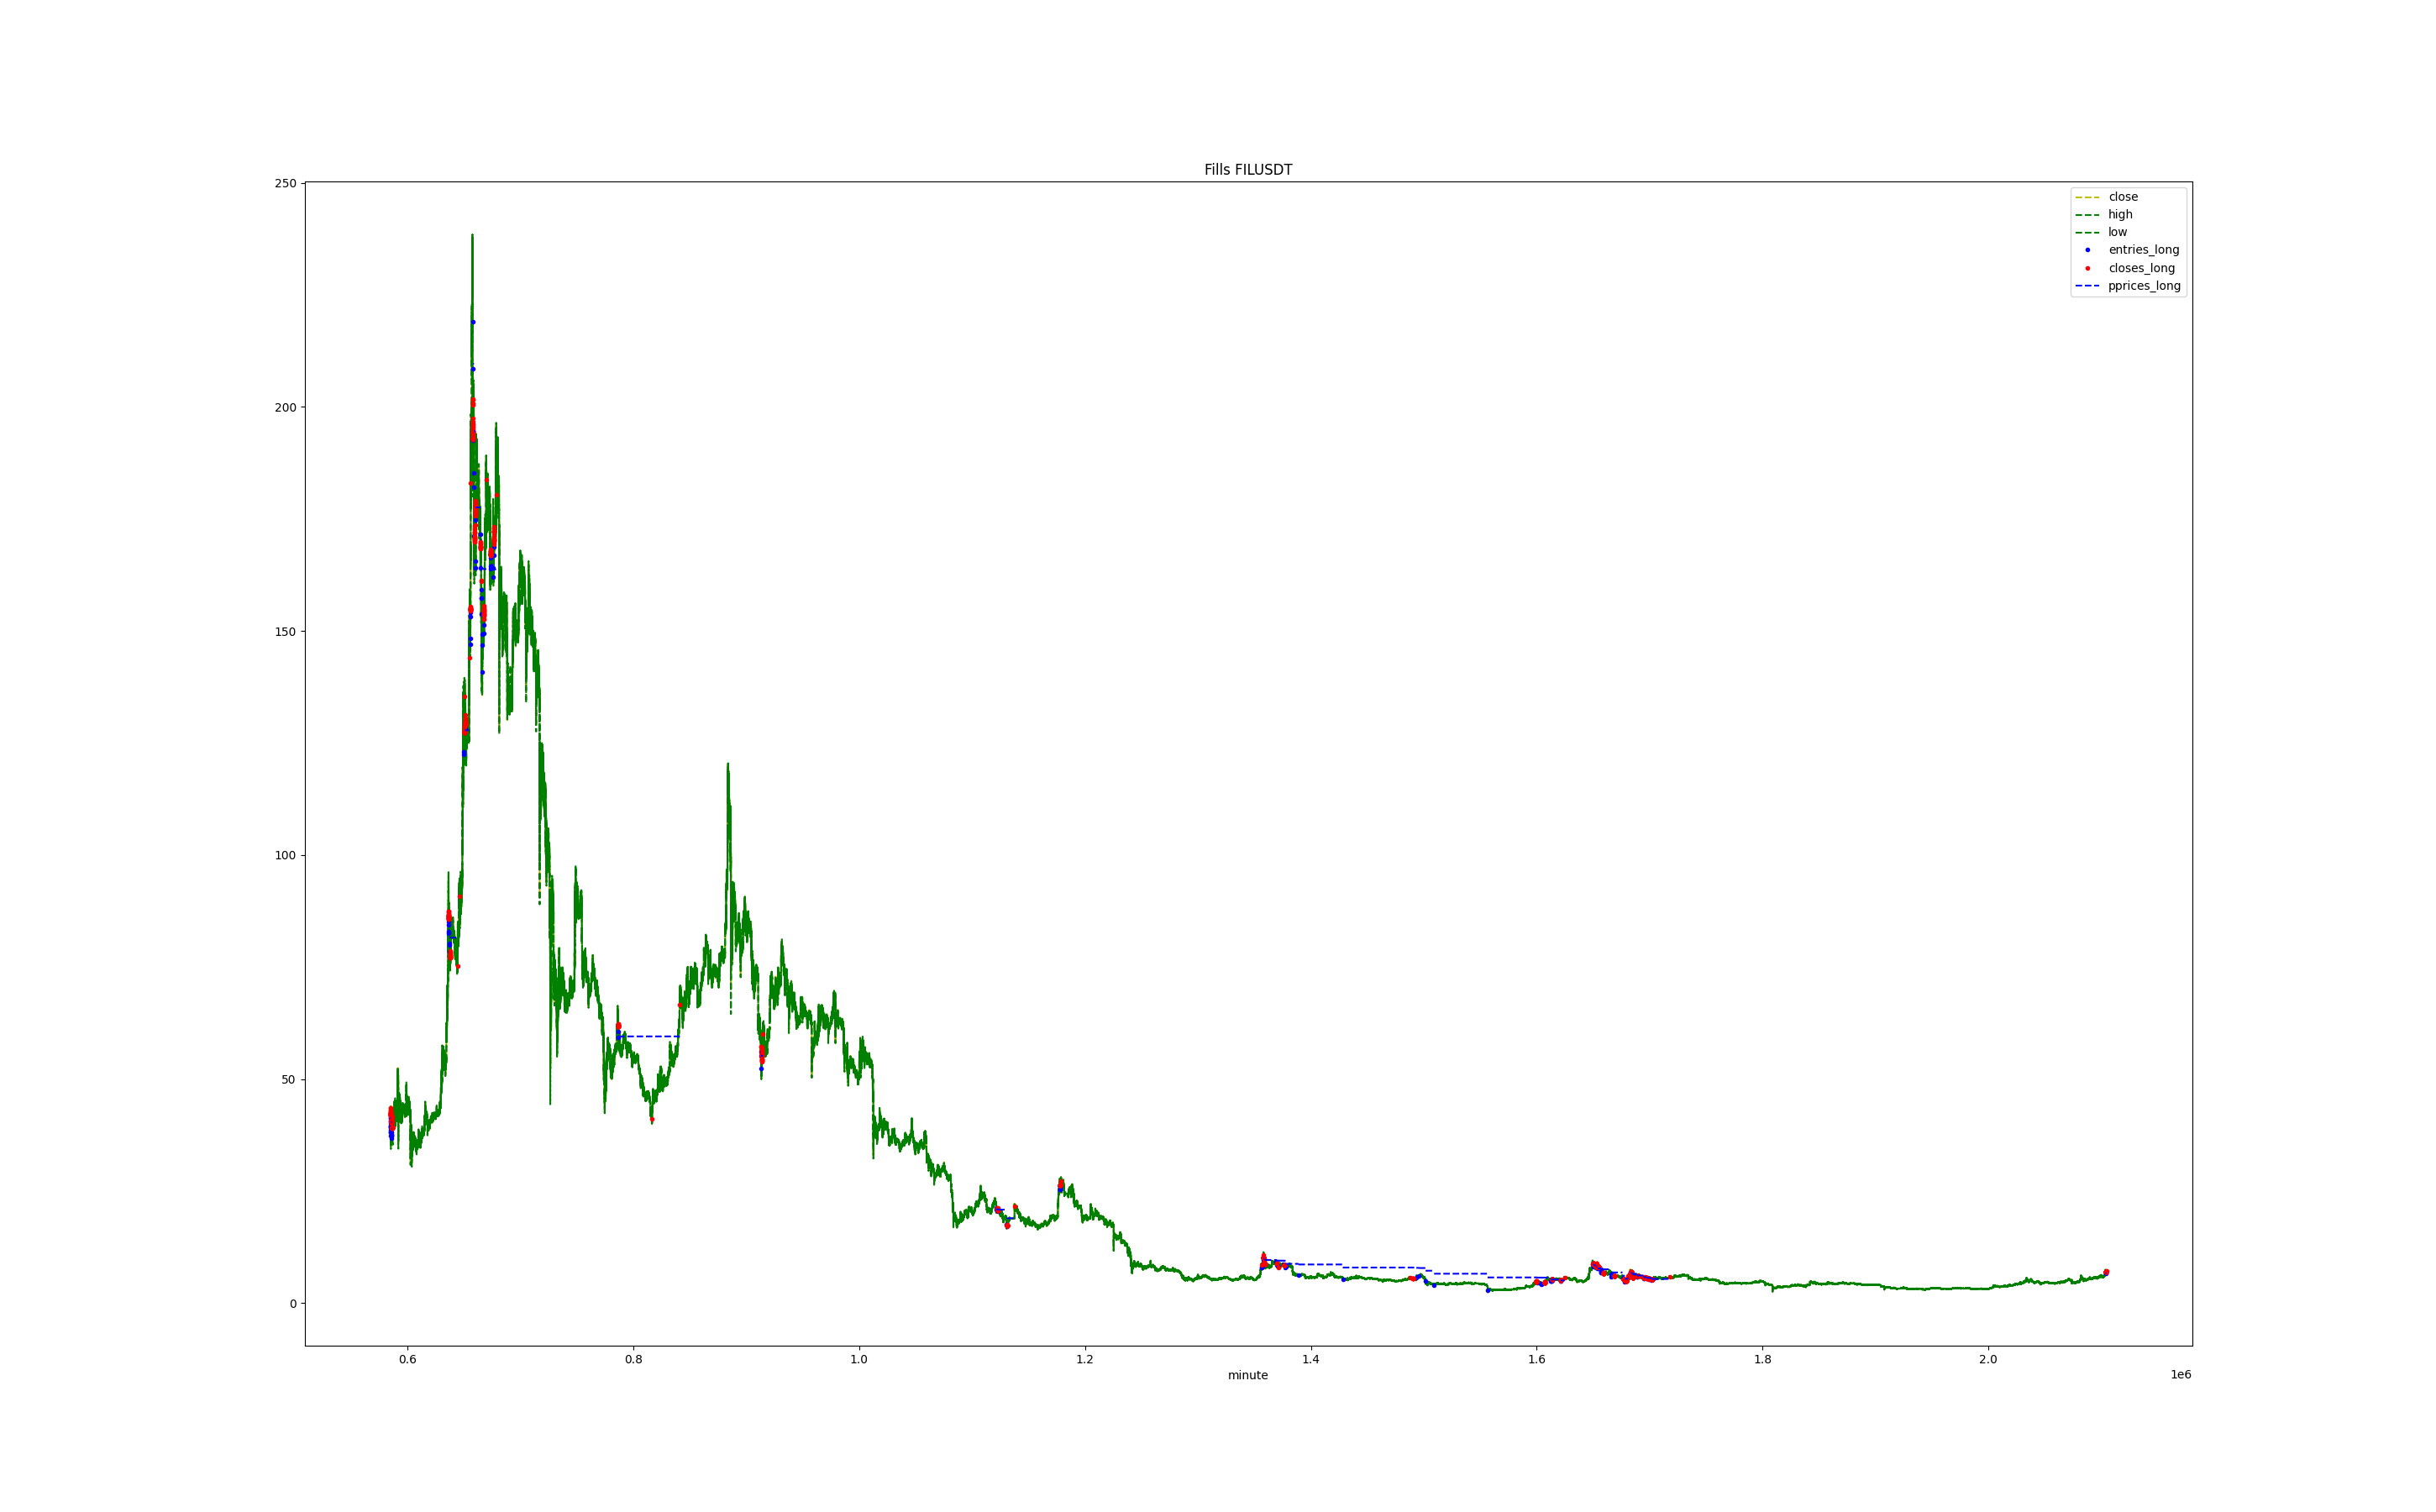 Fills FILUSDT
250
200
150
100
50
0
close
high
low
entries_long
closes_long
pprices_long
0.6
0.8
1.0
1.2
1.4
1.6
1.8
2.0
minute
1e6